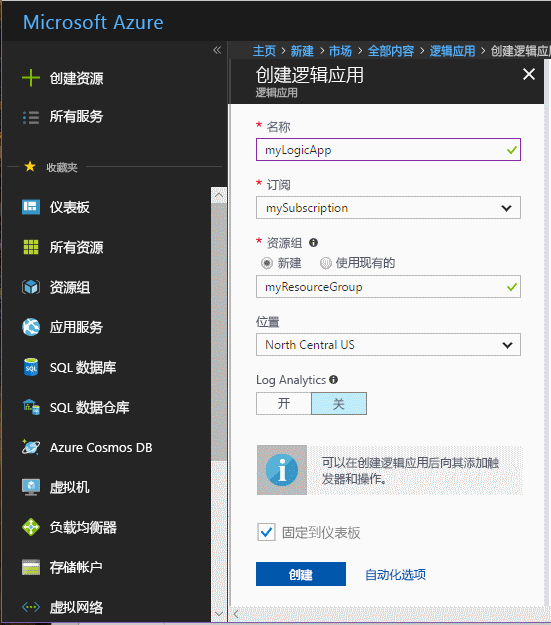 Microsoft Azure
主页 > 新建 > 市场 > 全部内容 > 逻辑应用 > 创建逻辑应用
创建资源
所有服务
收藏夹
仪表板
所有资源
资源组
应用服务
SQL 数据库
SQL 数据仓库
Azure Cosmos DB
虚拟机
负载均衡器
存储帐户
虚拟网络
创建逻辑应用
逻辑应用
* 名称
myLogicApp
* 订阅
mySubscription
* 资源组
新建 使用现有的
myResourceGroup
位置
North Central US
Log Analytics
开 关
可以在创建逻辑应用后向其添加触
发器和操作。
固定到仪表板
创建 自动化选项